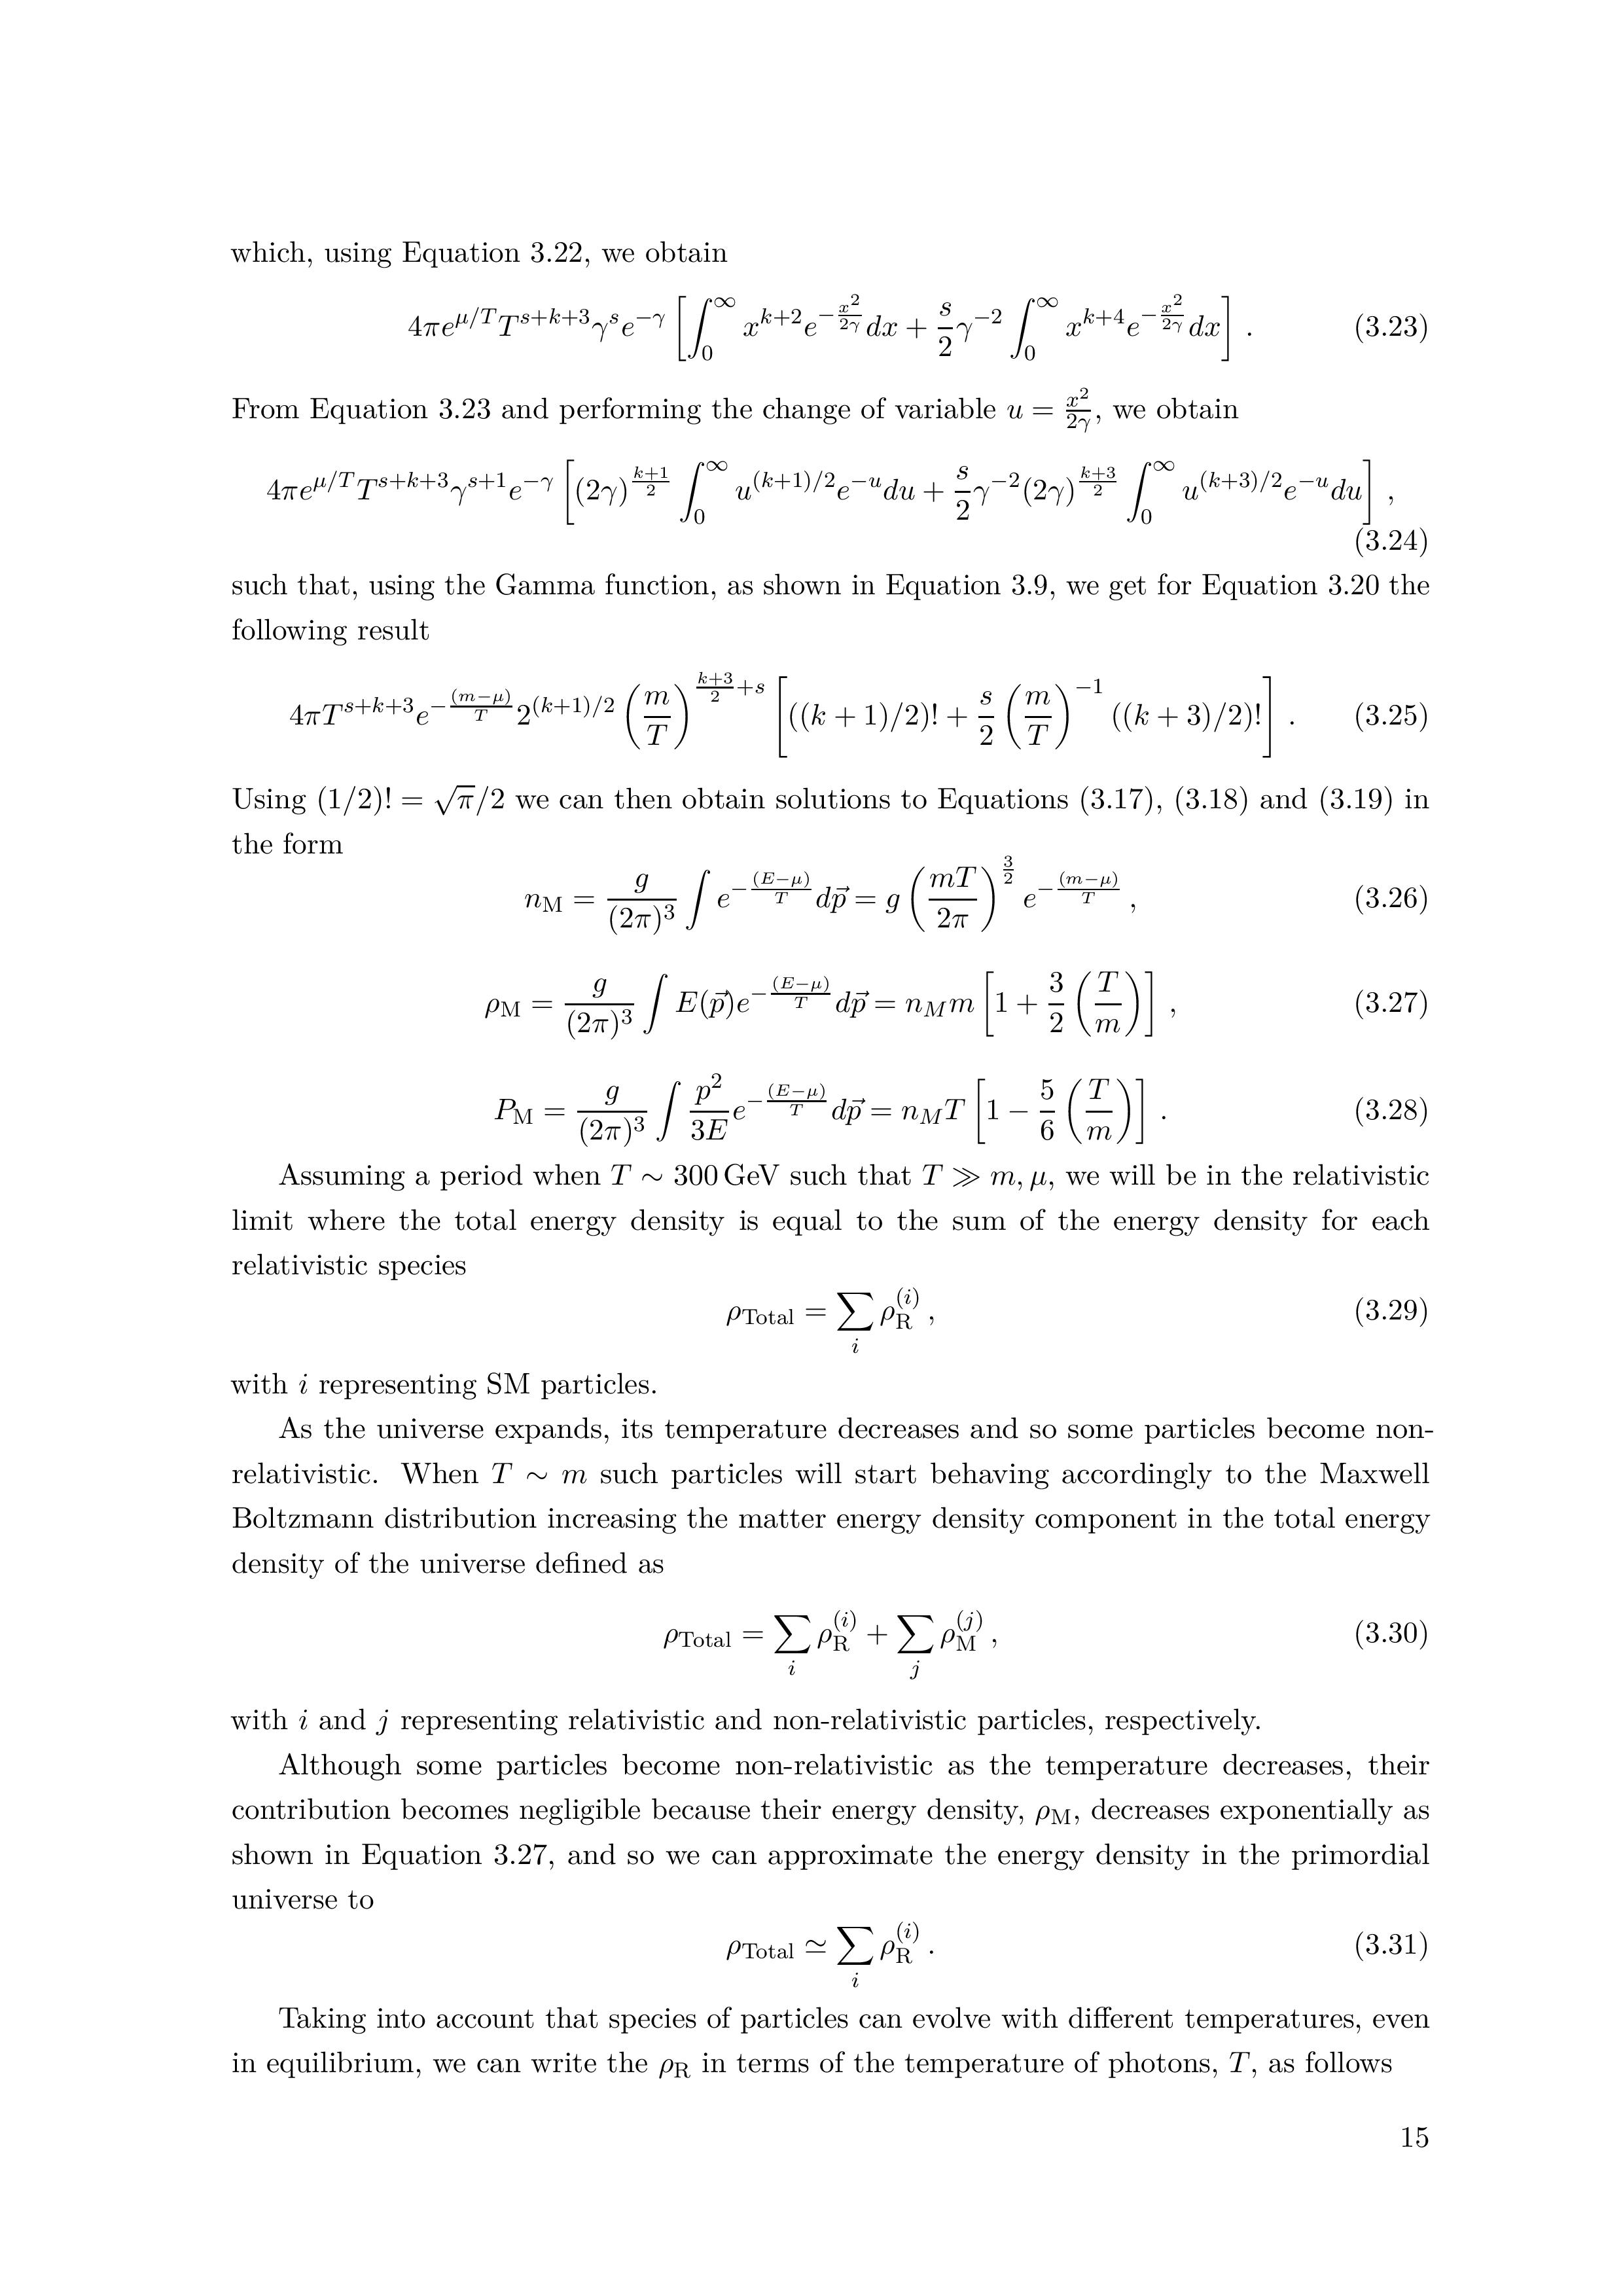 which, using Equation 3.22, we obtain
$$4\pi e^{\mu/T} T^{s+k+3} \gamma^s e^{-\gamma} \left[ \int_0^\infty x^{k+2} e^{-\frac{x^2}{2\gamma}} dx + \frac{s}{2} \gamma^{-2} \int_0^\infty x^{k+4} e^{-\frac{x^2}{2\gamma}} dx \right] . \quad (3.23)$$
From Equation 3.23 and performing the change of variable $u = \frac{x^2}{2\gamma}$, we obtain
$$4\pi e^{\mu/T} T^{s+k+3} \gamma^{s+1} e^{-\gamma} \left[ (2\gamma)^{\frac{k+1}{2}} \int_0^\infty u^{(k+1)/2} e^{-u} du + \frac{s}{2} \gamma^{-2} (2\gamma)^{\frac{k+3}{2}} \int_0^\infty u^{(k+3)/2} e^{-u} du \right] ,$$
(3.24)
such that, using the Gamma function, as shown in Equation 3.9, we get for Equation 3.20 the
following result
$$4\pi T^{s+k+3} e^{-\frac{(m-\mu)}{T}} 2^{(k+1)/2} \left( \frac{m}{T} \right)^{\frac{k+3}{2}+s} \left[ ((k+1)/2)! + \frac{s}{2} \left( \frac{m}{T} \right)^{-1} ((k+3)/2)! \right] . \quad (3.25)$$
Using $(1/2)! = \sqrt{\pi}/2$ we can then obtain solutions to Equations (3.17), (3.18) and (3.19) in
the form
$$n_{\rm M} = \frac{g}{(2\pi)^3} \int e^{-\frac{(E-\mu)}{T}} d\vec{p} = g \left( \frac{mT}{2\pi} \right)^{\frac{3}{2}} e^{-\frac{(m-\mu)}{T}} , \quad (3.26)$$
$$\rho_{\rm M} = \frac{g}{(2\pi)^3} \int E(\vec{p}) e^{-\frac{(E-\mu)}{T}} d\vec{p} = n_M m \left[ 1 + \frac{3}{2} \left( \frac{T}{m} \right) \right] , \quad (3.27)$$
$$P_{\rm M} = \frac{g}{(2\pi)^3} \int \frac{p^2}{3E} e^{-\frac{(E-\mu)}{T}} d\vec{p} = n_M T \left[ 1 - \frac{5}{6} \left( \frac{T}{m} \right) \right] . \quad (3.28)$$
Assuming a period when $T \sim 300\,$GeV such that $T \gg m, \mu$, we will be in the relativistic
limit where the total energy density is equal to the sum of the energy density for each
relativistic species
$$\rho_{\rm Total} = \sum_i \rho_{\rm R}^{(i)} , \quad (3.29)$$
with $i$ representing SM particles.
As the universe expands, its temperature decreases and so some particles become non-
relativistic. When $T \sim m$ such particles will start behaving accordingly to the Maxwell
Boltzmann distribution increasing the matter energy density component in the total energy
density of the universe defined as
$$\rho_{\rm Total} = \sum_i \rho_{\rm R}^{(i)} + \sum_j \rho_{\rm M}^{(j)} , \quad (3.30)$$
with $i$ and $j$ representing relativistic and non-relativistic particles, respectively.
Although some particles become non-relativistic as the temperature decreases, their
contribution becomes negligible because their energy density, $\rho_{\rm M}$, decreases exponentially as
shown in Equation 3.27, and so we can approximate the energy density in the primordial
universe to
$$\rho_{\rm Total} \simeq \sum_i \rho_{\rm R}^{(i)} . \quad (3.31)$$
Taking into account that species of particles can evolve with different temperatures, even
in equilibrium, we can write the $\rho_{\rm R}$ in terms of the temperature of photons, $T$, as follows
15